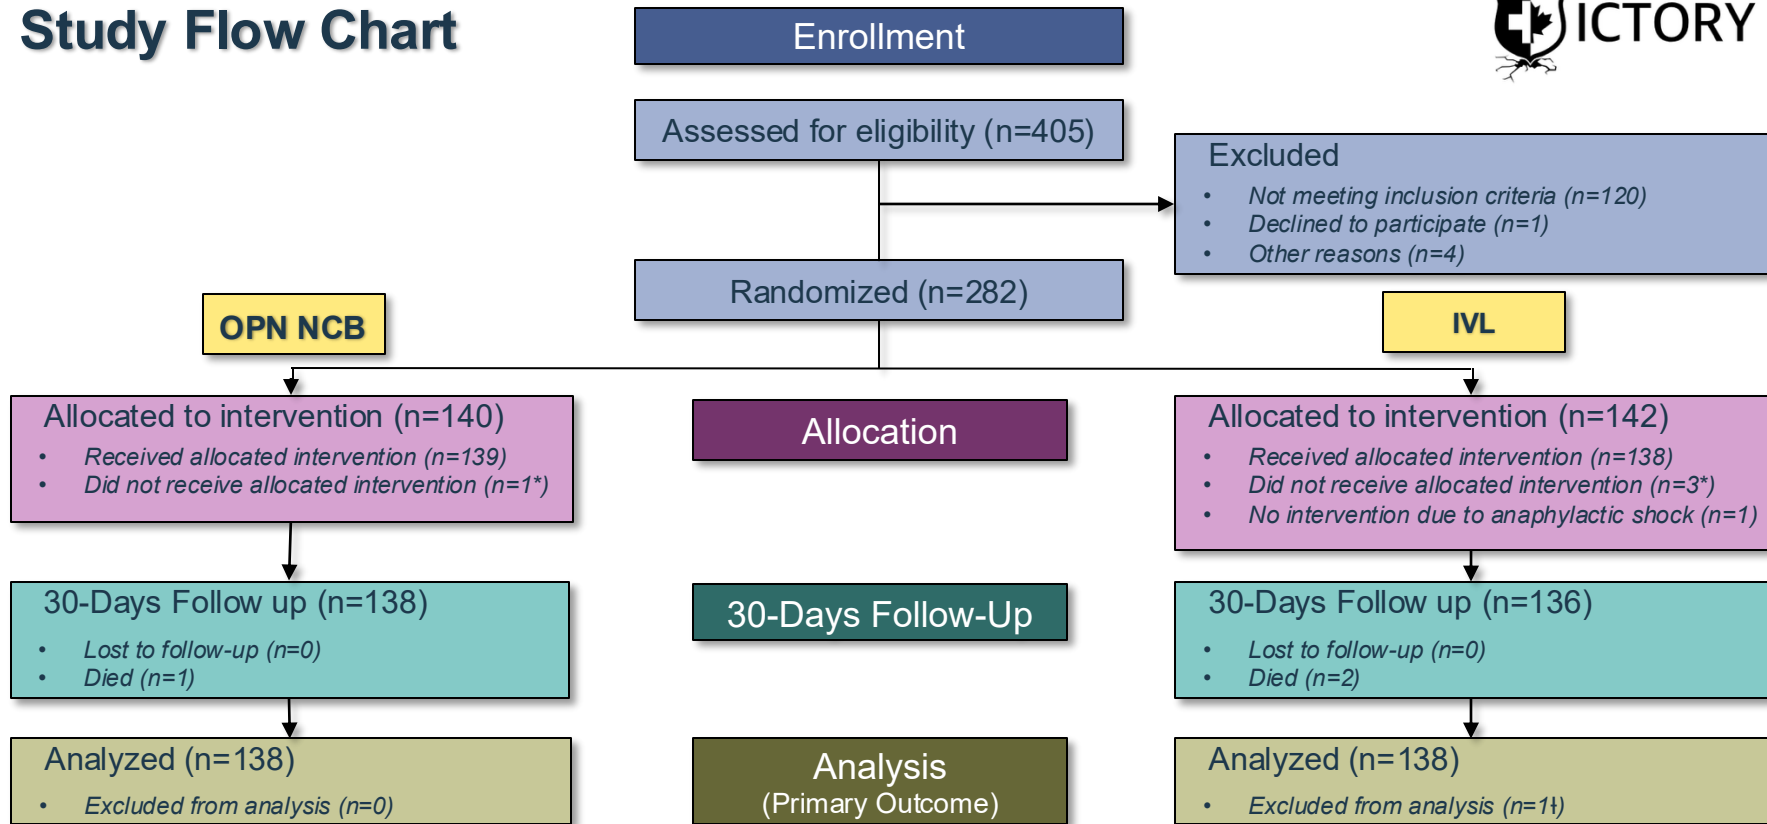 Study Flow Chart
ICTORY
Enrollment
Assessed for eligibility (n=405)
Excluded
• Not meeting inclusion criteria (n=120)
• Declined to participate (n=1)
• Other reasons (n=4)
Randomized (n=282)
OPN NCB
IVL
Allocated to intervention (n=140)
• Received allocated intervention (n=139)
• Did not receive allocated intervention (n=1*)
Allocation
Allocated to intervention (n=142)
• Received allocated intervention (n=138)
• Did not receive allocated intervention (n=3*)
• No intervention due to anaphylactic shock (n=1)
30-Days Follow up (n=138)
• Lost to follow-up (n=0)
• Died (n=1)
30-Days Follow-Up
30-Days Follow up (n=136)
• Lost to follow-up (n=0)
• Died (n=2)
Analyzed (n=138)
• Excluded from analysis (n=0)
Analysis
(Primary Outcome)
Analyzed (n=138)
• Excluded from analysis (n=1ƚ)